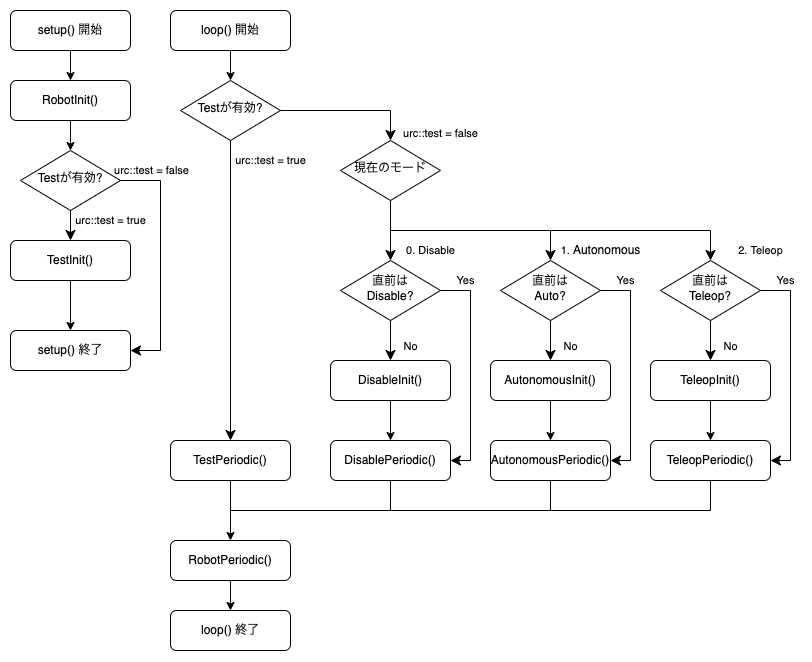 setup() 開始
RobotInit()
Testが有効?
urc::test = false
urc::test = true
TestInit()
setup() 終了
loop() 開始
Testが有効?
urc::test = false
urc::test = true
現在のモード
0. Disable
1. Autonomous
2. Teleop
直前は
Disable?
Yes
No
直前は
Auto?
Yes
No
直前は
Teleop?
Yes
No
DisableInit()
AutonomousInit()
TeleopInit()
TestPeriodic()
DisablePeriodic()
AutonomousPeriodic()
TeleopPeriodic()
RobotPeriodic()
loop() 終了